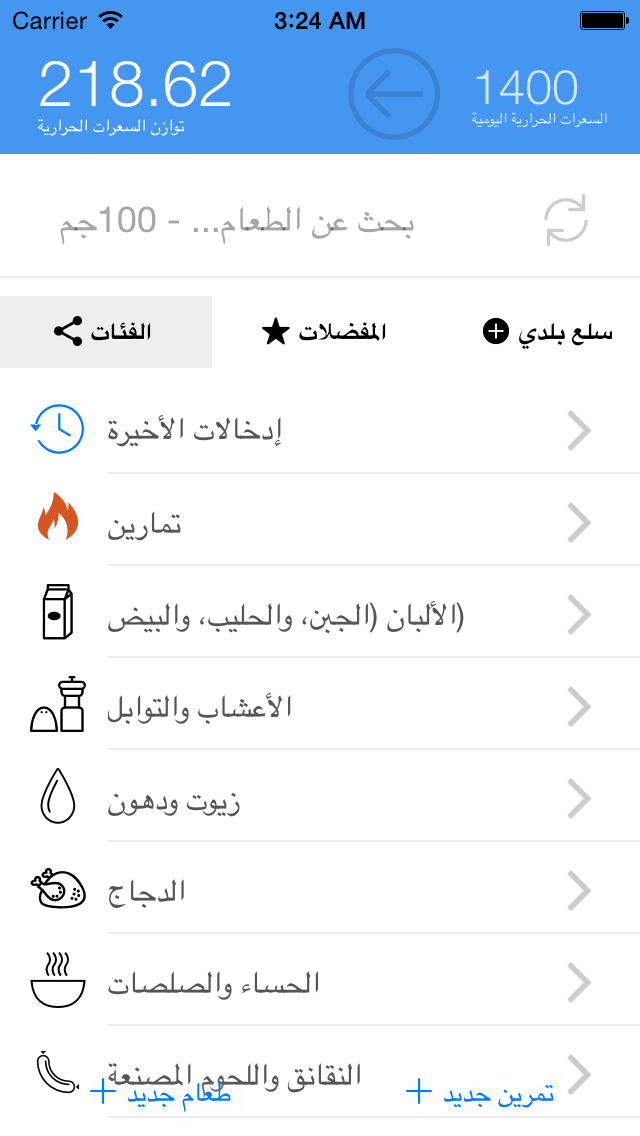 Carrier 3:24 AM
218.62 1400
توازن السعرات الحرارية
السعرات الحرارية اليومية
بحث عن الطعام... - 100جم
الفئات
المفضلات
سلع بلدي
إدخالات الأخيرة
تمارين
الألبان (الجبن، والحليب، والبيض)
الأعشاب والتوابل
زيوت ودهون
الدجاج
الحساء والصلصات
النقانق واللحوم المصنعة
طعام جديد
تمرين جديد